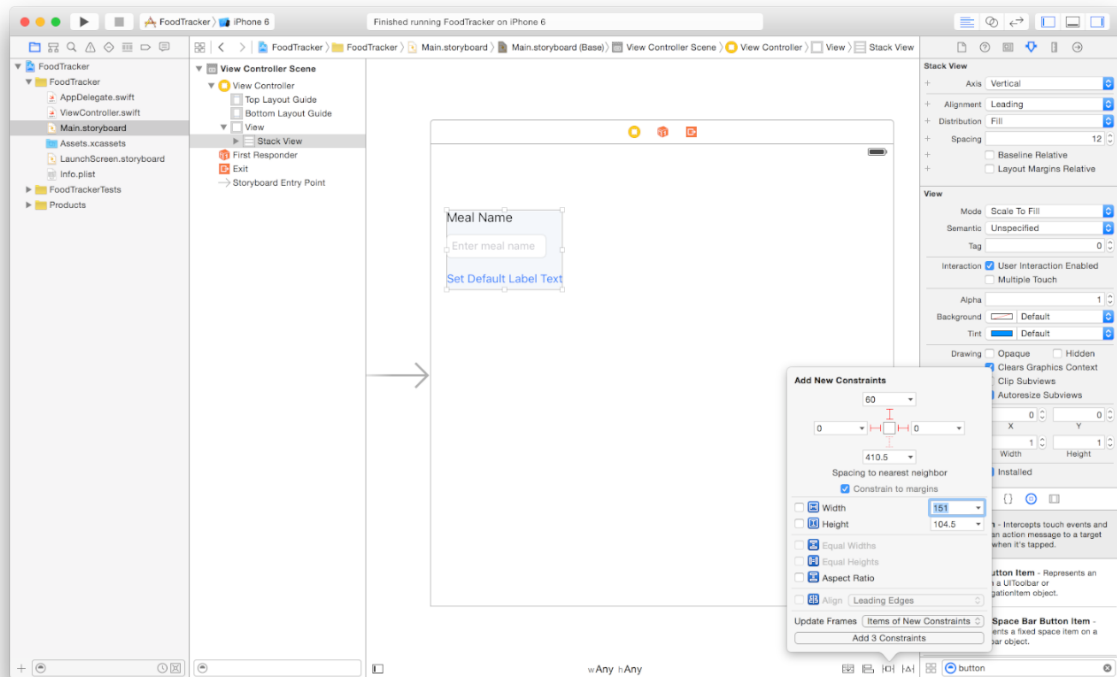 FoodTracker iPhone 6
Finished running FoodTracker on iPhone 6
FoodTracker FoodTracker Main.storyboard Main.storyboard (Base) View Controller Scene View Controller View Stack View
FoodTracker
FoodTracker
AppDelegate.swift
ViewController.swift
Main.storyboard
Assets.xcassets
LaunchScreen.storyboard
Info.plist
FoodTrackerTests
Products
View Controller Scene
View Controller
Top Layout Guide
Bottom Layout Guide
View
Stack View
First Responder
Exit
Storyboard Entry Point
Meal Name
Enter meal name
Set Default Label Text
wAny hAny
Add New Constraints
60
0 0
410.5
Spacing to nearest neighbor
Constrain to margins
Width 151
Height 104.5
Equal Widths
Equal Heights
Aspect Ratio
Align Leading Edges
Update Frames Items of New Constraints
Add 3 Constraints
Stack View
Axis Vertical
Alignment Leading
Distribution Fill
Spacing 12
Baseline Relative
Layout Margins Relative
View
Mode Scale To Fill
Semantic Unspecified
Tag 0
Interaction User Interaction Enabled
Multiple Touch
Alpha 1
Background Default
Tint Default
Drawing Opaque Hidden
Clears Graphics Context
Clip Subviews
Autoresize Subviews
0 0
X Y
1 1
Width Height
Installed
{}
- Intercepts touch events and
an action message to a target
when it's tapped.
utton Item - Represents an
a UIToolbar or
gationItem object.
Space Bar Button Item -
ents a fixed space item on a
bar object.
button